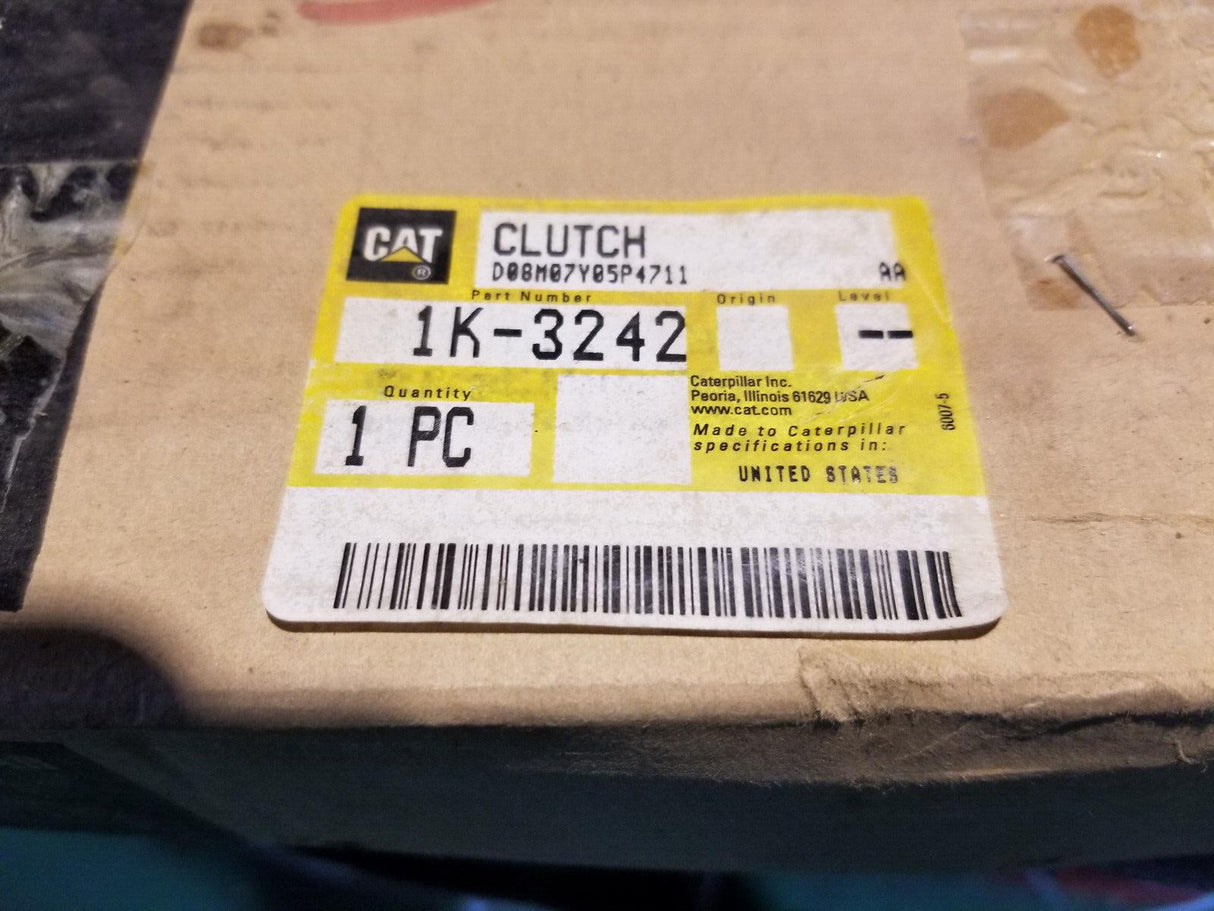 CAT ®
CLUTCH
D08M07Y05P4711 AA
Part Number Origin Level
1K-3242 --
Quantity
1 PC
Caterpillar Inc.
Peoria, Illinois 61629 USA
www.cat.com
Made to Caterpillar
specifications in:
UNITED STATES
6007-5